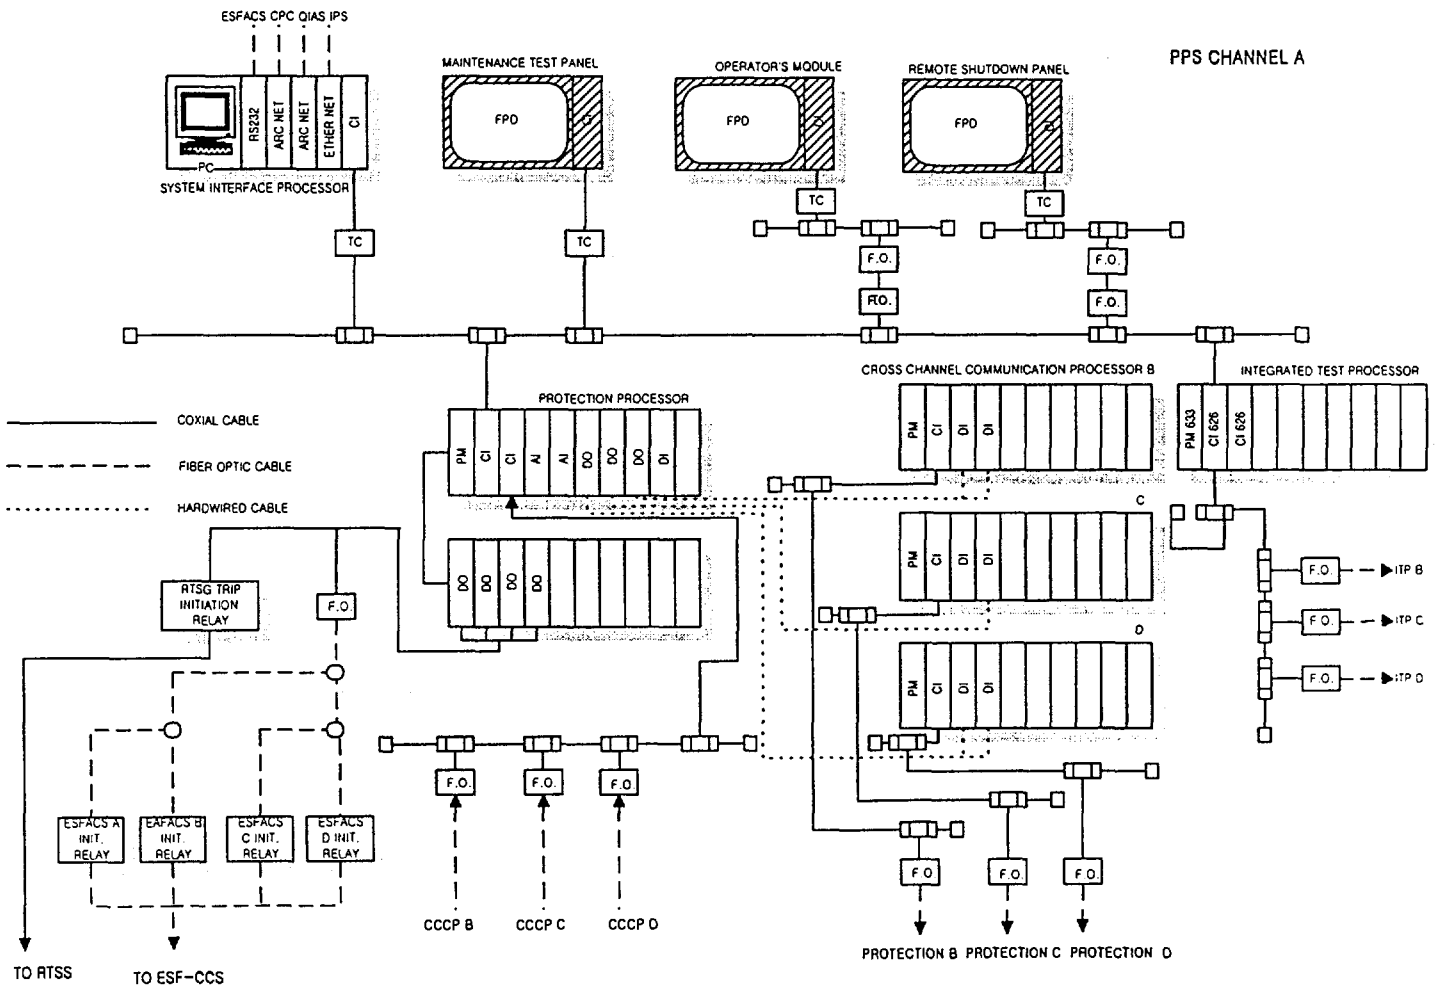 ESFACS CPC QIAS IPS
PPS CHANNEL A
MAINTENANCE TEST PANEL
OPERATOR'S MODULE
REMOTE SHUTDOWN PANEL
RS232
ARC NET
ARC NET
ETHER NET
CI
PC
SYSTEM INTERFACE PROCESSOR
FPD
CI
FPD
CI
FPD
CI
TC
TC
TC
TC
F.O.
F.O.
F.O.
F.O.
CROSS CHANNEL COMMUNICATION PROCESSOR B
INTEGRATED TEST PROCESSOR
PROTECTION PROCESSOR
COXIAL CABLE
FIBER OPTIC CABLE
HARDWIRED CABLE
PM
CI
CI
AI
AI
DO
DO
DO
DI
PM
CI
DI
DI
PM 633
CI 626
CI 626
C
PM
CI
DI
DI
DO
DO
DO
DO
RTSG TRIP
INITIATION
RELAY
F.O.
F.O.
ITP B
F.O.
ITP C
F.O.
ITP D
D
PM
CI
DI
DI
F.O.
F.O.
F.O.
ESFACS A
INIT.
RELAY
EAFACS B
INIT.
RELAY
ESFACS
C INIT.
RELAY
ESFACS
D INIT.
RELAY
F.O.
F.O.
F.O.
CCCP B
CCCP C
CCCP D
PROTECTION B
PROTECTION C
PROTECTION D
TO RTSS
TO ESF-CCS